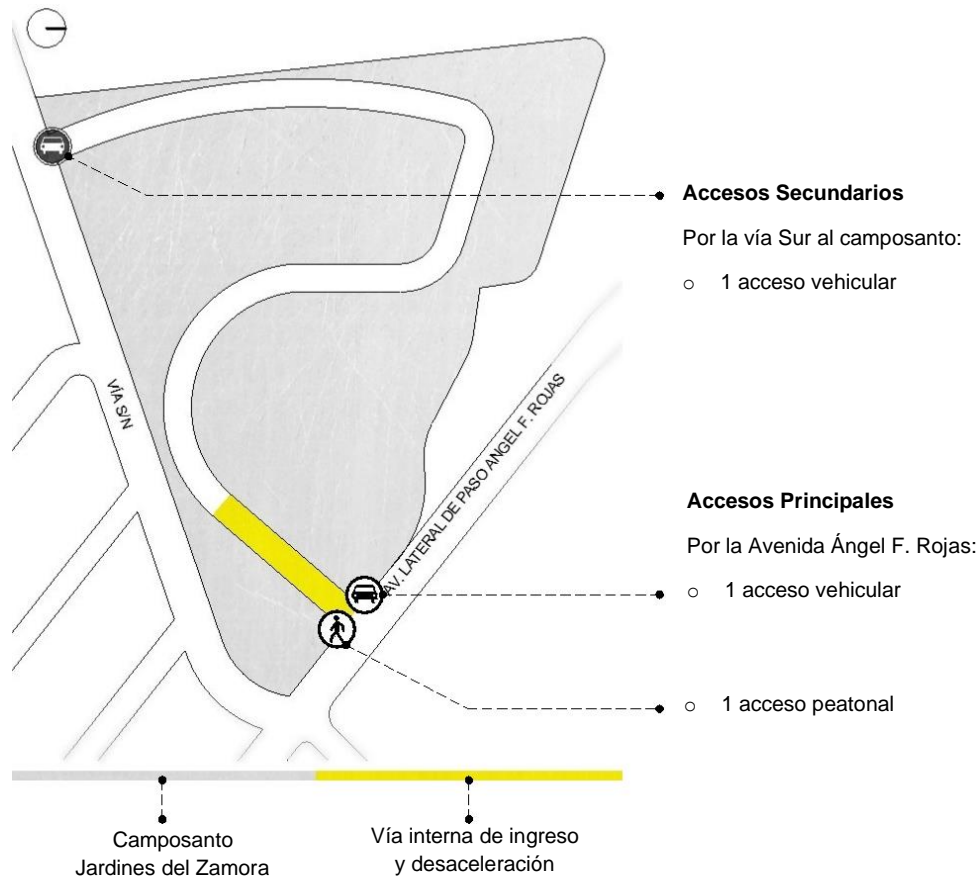 Accesos Secundarios
Por la vía Sur al camposanto:
○ 1 acceso vehicular
VÍA S/N
AV. LATERAL DE PASO ANGEL F. ROJAS
Accesos Principales
Por la Avenida Ángel F. Rojas:
○ 1 acceso vehicular
○ 1 acceso peatonal
Camposanto
Jardines del Zamora
Vía interna de ingreso
y desaceleración